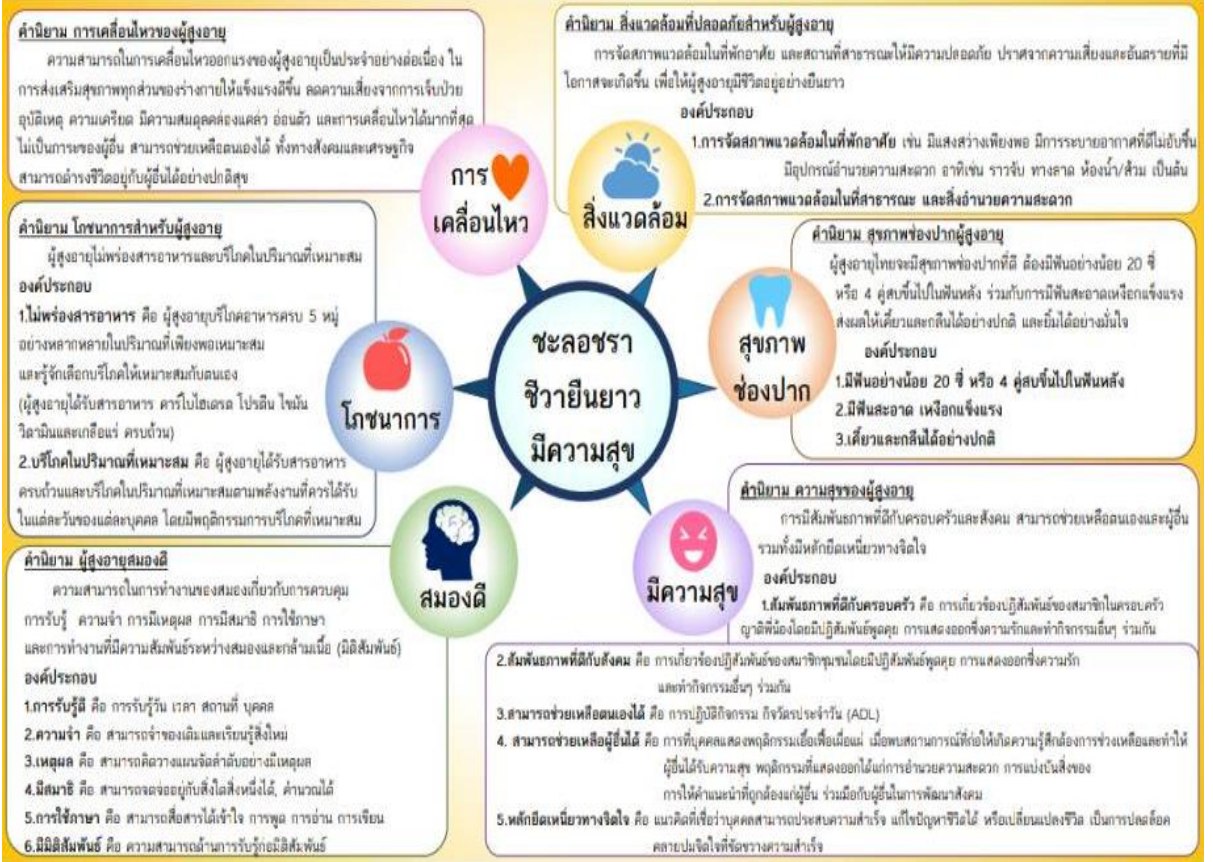 คำนิยาม การเคลื่อนไหวของผู้สูงอายุ
ความสามารถในการเคลื่อนไหวออกแรงของผู้สูงอายุเป็นประจำอย่างต่อเนื่อง ใน
การส่งเสริมสุขภาพทุกส่วนของร่างกายให้แข็งแรงดีขึ้น ลดความเสี่ยงจากการเจ็บป่วย
อุบัติเหตุ ความเครียด มีความสมดุลคล่องแคล่ว อ่อนตัว และการเคลื่อนไหวได้มากที่สุด
ไม่เป็นภาระของผู้อื่น สามารถช่วยเหลือตนเองได้ ทั้งทางสังคมและเศรษฐกิจ
สามารถดำรงชีวิตอยู่กับผู้อื่นได้อย่างปกติสุข
การ
เคลื่อนไหว
คำนิยาม สิ่งแวดล้อมที่ปลอดภัยสำหรับผู้สูงอายุ
การจัดสภาพแวดล้อมในที่พักอาศัย และสถานที่สาธารณะให้มีความปลอดภัย ปราศจากความเสี่ยงและอันตรายที่มี
โอกาสจะเกิดขึ้น เพื่อให้ผู้สูงอายุมีชีวิตอยู่อย่างยืนยาว
องค์ประกอบ
1.การจัดสภาพแวดล้อมในที่พักอาศัย เช่น มีแสงสว่างเพียงพอ มีการระบายอากาศที่ดีไม่อับชื้น
มีอุปกรณ์อำนวยความสะดวก อาทิเช่น ราวจับ ทางลาด ห้องน้ำ/ส้วม เป็นต้น
2.การจัดสภาพแวดล้อมในที่สาธารณะ และสิ่งอำนวยความสะดวก
สิ่งแวดล้อม
คำนิยาม โภชนาการสำหรับผู้สูงอายุ
ผู้สูงอายุไม่พร่องสารอาหารและบริโภคในปริมาณที่เหมาะสม
องค์ประกอบ
1.ไม่พร่องสารอาหาร คือ ผู้สูงอายุบริโภคอาหารครบ 5 หมู่
อย่างหลากหลายในปริมาณที่เพียงพอเหมาะสม
และรู้จักเลือกบริโภคให้เหมาะสมกับตนเอง
(ผู้สูงอายุได้รับสารอาหาร คาร์โบไฮเดรต โปรตีน ไขมัน
วิตามินและเกลือแร่ ครบถ้วน)
2.บริโภคในปริมาณที่เหมาะสม คือ ผู้สูงอายุได้รับสารอาหาร
ครบถ้วนและบริโภคในปริมาณที่เหมาะสมตามพลังงานที่ควรได้รับ
ในแต่ละวันของแต่ละบุคคล โดยมีพฤติกรรมการบริโภคที่เหมาะสม
โภชนาการ
ชะลอชรา
ชีวายืนยาว
มีความสุข
สุขภาพ
ช่องปาก
คำนิยาม สุขภาพช่องปากผู้สูงอายุ
ผู้สูงอายุไทยจะมีสุขภาพช่องปากที่ดี ต้องมีฟันอย่างน้อย 20 ซี่
หรือ 4 คู่สบขึ้นไปในฟันหลัง ร่วมกับการมีฟันสะอาดเหงือกแข็งแรง
ส่งผลให้เคี้ยวและกลืนได้อย่างปกติ และยิ้มได้อย่างมั่นใจ
องค์ประกอบ
1.มีฟันอย่างน้อย 20 ซี่ หรือ 4 คู่สบขึ้นไปในฟันหลัง
2.มีฟันสะอาด เหงือกแข็งแรง
3.เคี้ยวและกลืนได้อย่างปกติ
คำนิยาม ผู้สูงอายุสมองดี
ความสามารถในการทำงานของสมองเกี่ยวกับการควบคุม
การรับรู้ ความจำ การมีเหตุผล การมีสมาธิ การใช้ภาษา
และการทำงานที่มีความสัมพันธ์ระหว่างสมองและกล้ามเนื้อ (มิติสัมพันธ์)
องค์ประกอบ
1.การรับรู้ดี คือ การรับรู้วัน เวลา สถานที่ บุคคล
2.ความจำ คือ สามารถจำของเดิมและเรียนรู้สิ่งใหม่
3.เหตุผล คือ สามารถคิดวางแผนจัดลำดับอย่างมีเหตุผล
4.มีสมาธิ คือ สามารถจดจ่ออยู่กับสิ่งใดสิ่งหนึ่งได้, คำนวณได้
5.การใช้ภาษา คือ สามารถสื่อสารได้เข้าใจ การพูด การอ่าน การเขียน
6.มีมิติสัมพันธ์ คือ ความสามารถด้านการรับรู้ก่อมิติสัมพันธ์
สมองดี
มีความสุข
คำนิยาม ความสุขของผู้สูงอายุ
การมีสัมพันธภาพที่ดีกับครอบครัวและสังคม สามารถช่วยเหลือตนเองและผู้อื่น
รวมทั้งมีหลักยึดเหนี่ยวทางจิตใจ
องค์ประกอบ
1.สัมพันธภาพที่ดีกับครอบครัว คือ การเกี่ยวข้องปฏิสัมพันธ์ของสมาชิกในครอบครัว
ญาติพี่น้องโดยมีปฏิสัมพันธ์พูดคุย การแสดงออกซึ่งความรักและทำกิจกรรมอื่นๆ ร่วมกัน
2.สัมพันธภาพที่ดีกับสังคม คือ การเกี่ยวข้องปฏิสัมพันธ์ของสมาชิกชุมชนโดยมีปฏิสัมพันธ์พูดคุย การแสดงออกซึ่งความรัก
และทำกิจกรรมอื่นๆ ร่วมกัน
3.สามารถช่วยเหลือตนเองได้ คือ การปฏิบัติกิจกรรม กิจวัตรประจำวัน (ADL)
4. สามารถช่วยเหลือผู้อื่นได้ คือ การที่บุคคลแสดงพฤติกรรมเอื้อเฟื้อเผื่อแผ่ เมื่อพบสถานการณ์ที่ก่อให้เกิดความรู้สึกต้องการช่วงเหลือและทำให้
ผู้อื่นได้รับความสุข พฤติกรรมที่แสดงออกได้แก่การอำนวยความสะดวก การแบ่งบันสิ่งของ
การให้คำแนะนำที่ถูกต้องแก่ผู้อื่น ร่วมมือกับผู้อื่นในการพัฒนาสังคม
5.หลักยึดเหนี่ยวทางจิตใจ คือ แนวคิดที่เชื่อว่าบุคคลสามารถประสบความสำเร็จ แก้ไขปัญหาชีวิตได้ หรือเปลี่ยนแปลงชีวิต เป็นการปลดล็อค
คลายปมจิตใจที่ขัดขวางความสำเร็จ